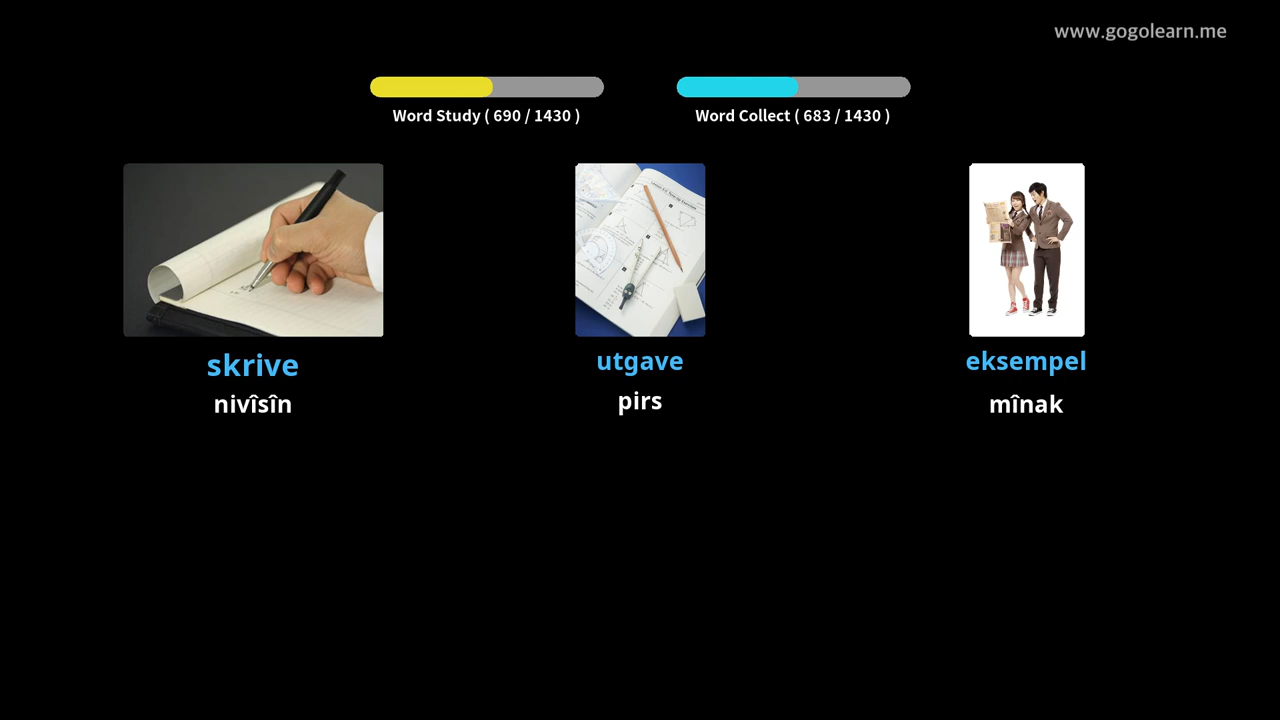 www.gogolearn.me
Word Study ( 690 / 1430 )
Word Collect ( 683 / 1430 )
skrive
utgave
eksempel
nivîsîn
pirs
mînak